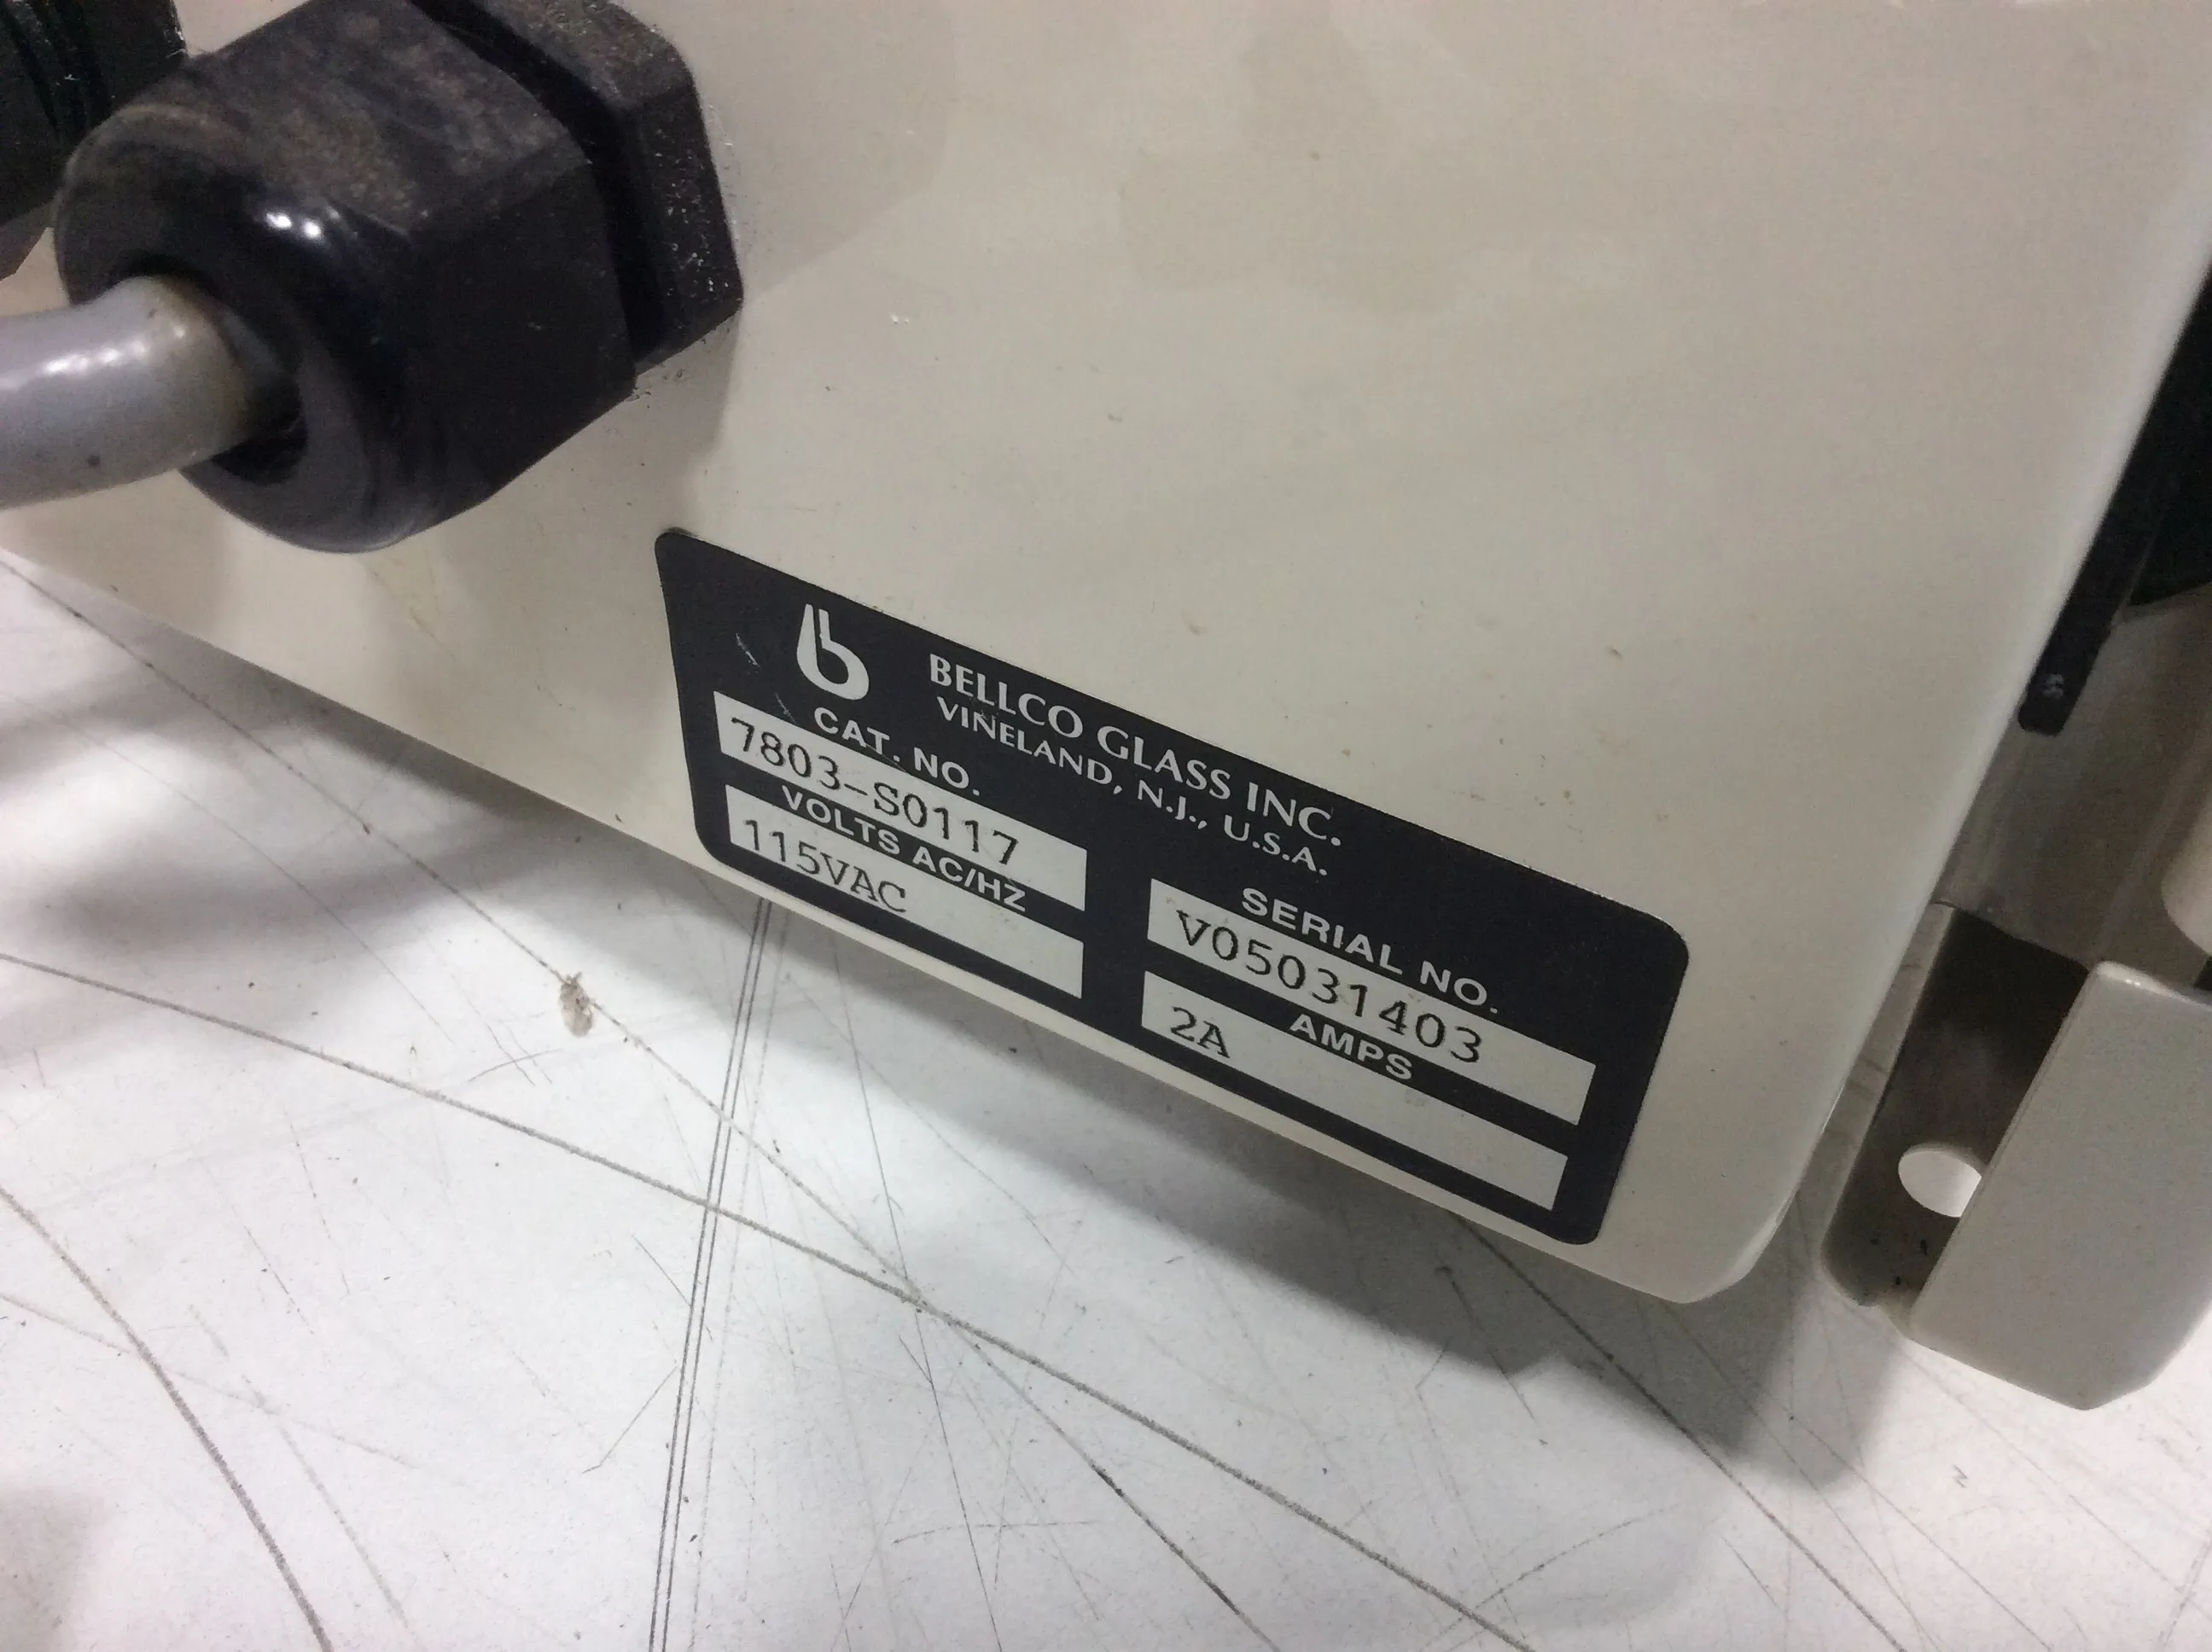 b
BELLCO GLASS INC.
VINELAND, N.J., U.S.A.
CAT. NO.
7803-S0117
SERIAL NO.
V05031403
VOLTS AC/HZ
115VAC
AMPS
2A